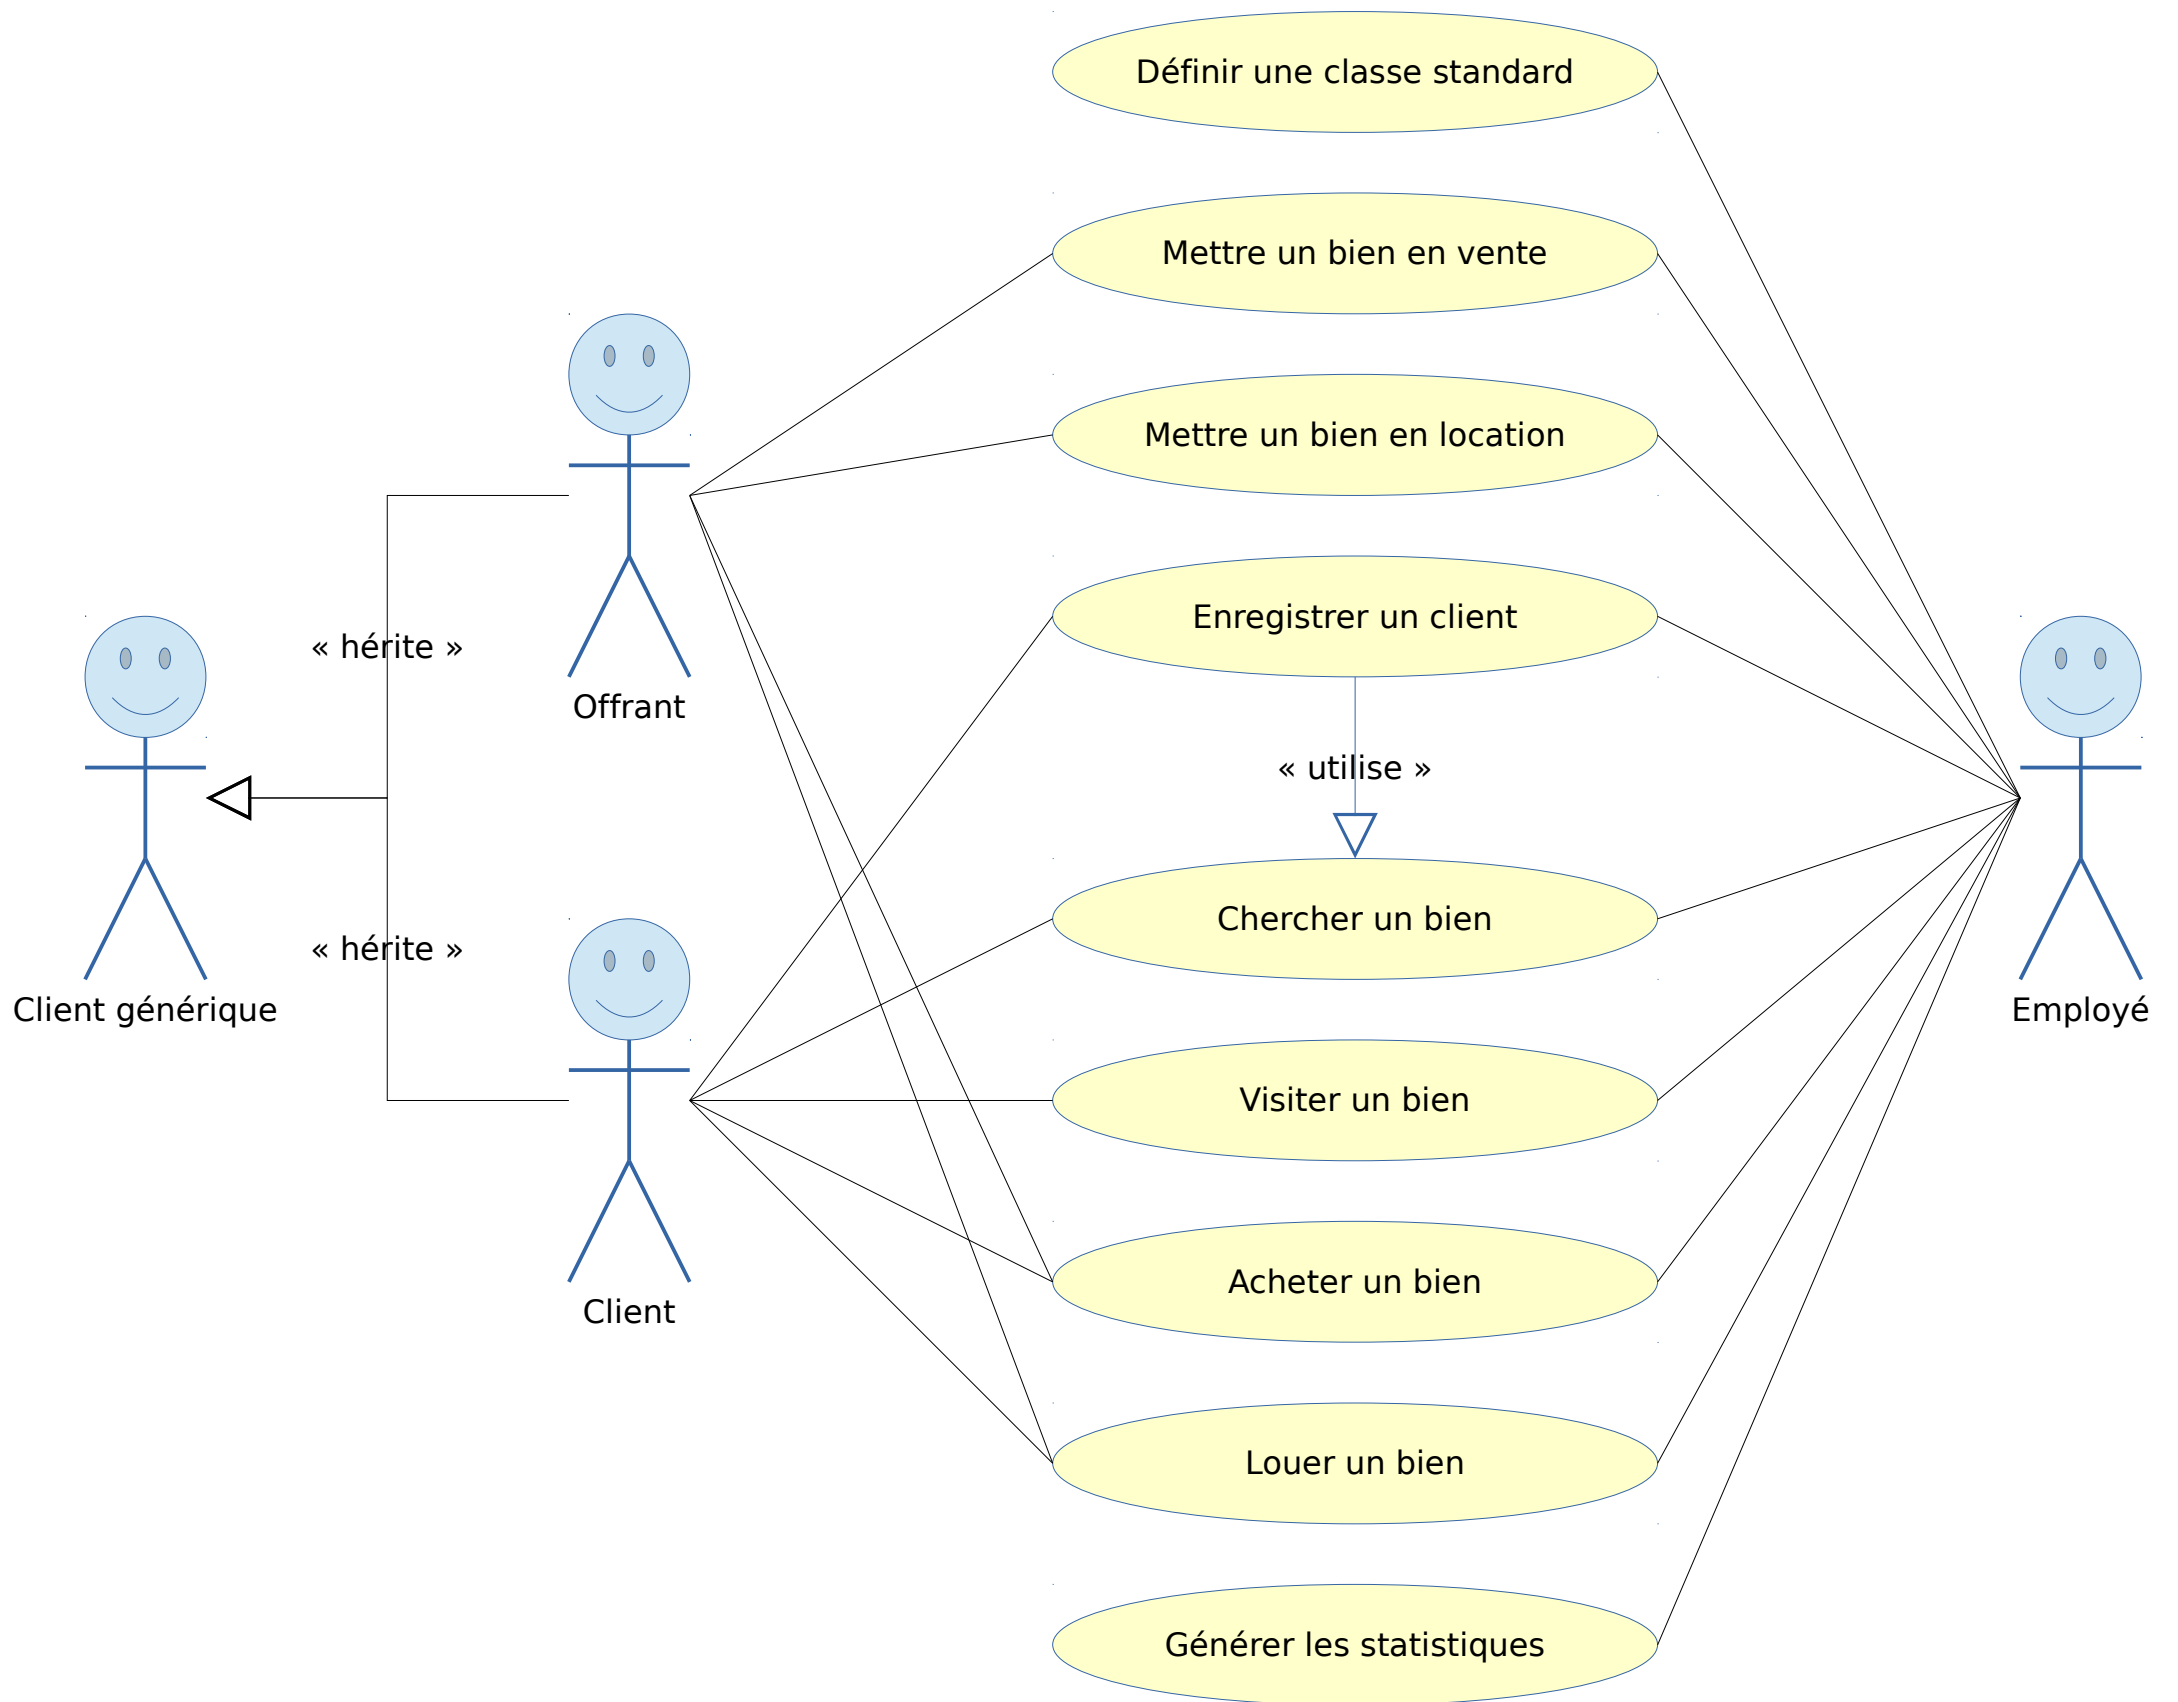 Définir une classe standard
Mettre un bien en vente
Mettre un bien en location
Enregistrer un client
« hérite »
Offrant
« utilise »
Chercher un bien
« hérite »
Client générique
Employé
Visiter un bien
Acheter un bien
Client
Louer un bien
Générer les statistiques